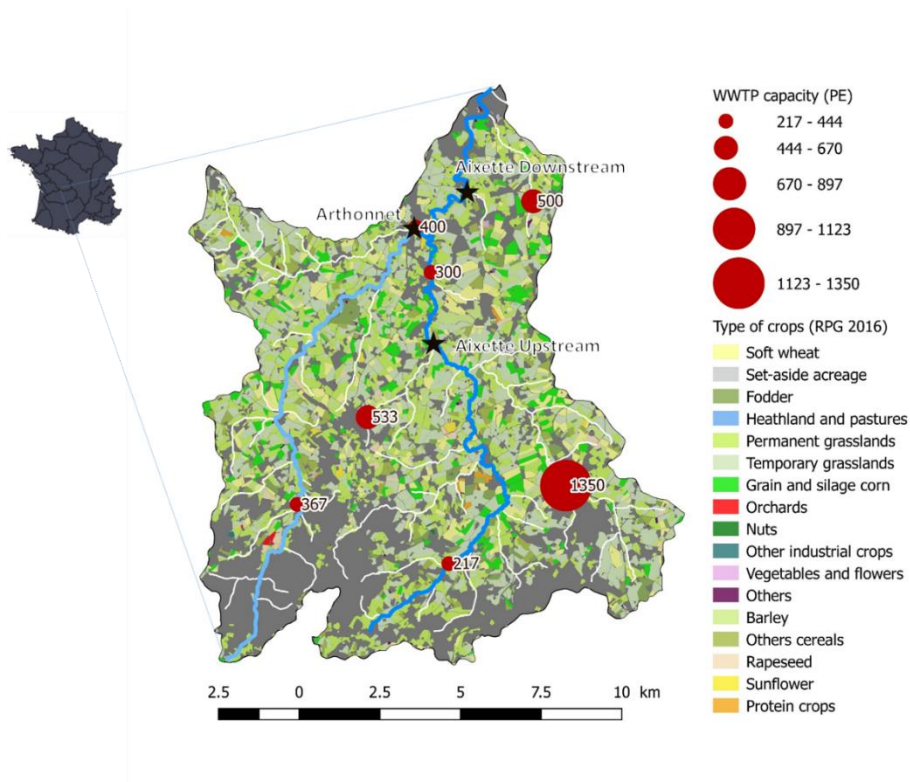 WWTP capacity (PE)
217 - 444
444 - 670
670 - 897
897 - 1123
1123 - 1350
Type of crops (RPG 2016)
Soft wheat
Set-aside acreage
Fodder
Heathland and pastures
Permanent grasslands
Temporary grasslands
Grain and silage corn
Orchards
Nuts
Other industrial crops
Vegetables and flowers
Others
Barley
Others cereals
Rapeseed
Sunflower
Protein crops
Aixette Downstream
500
Arthonnet
400
300
Aixette Upstream
533
1350
367
217
2.5 0 2.5 5 7.5 10 km